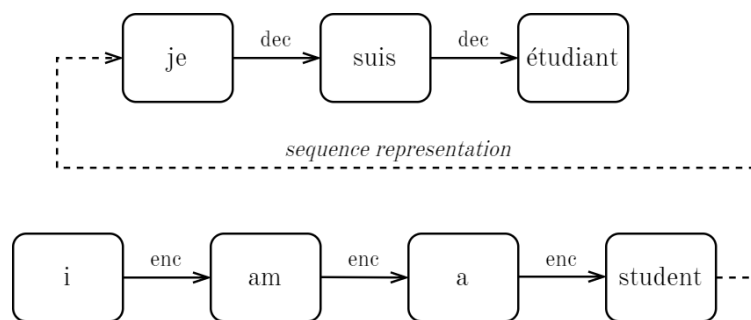 dec dec
je suis étudiant
sequence representation
enc enc enc
i am a student